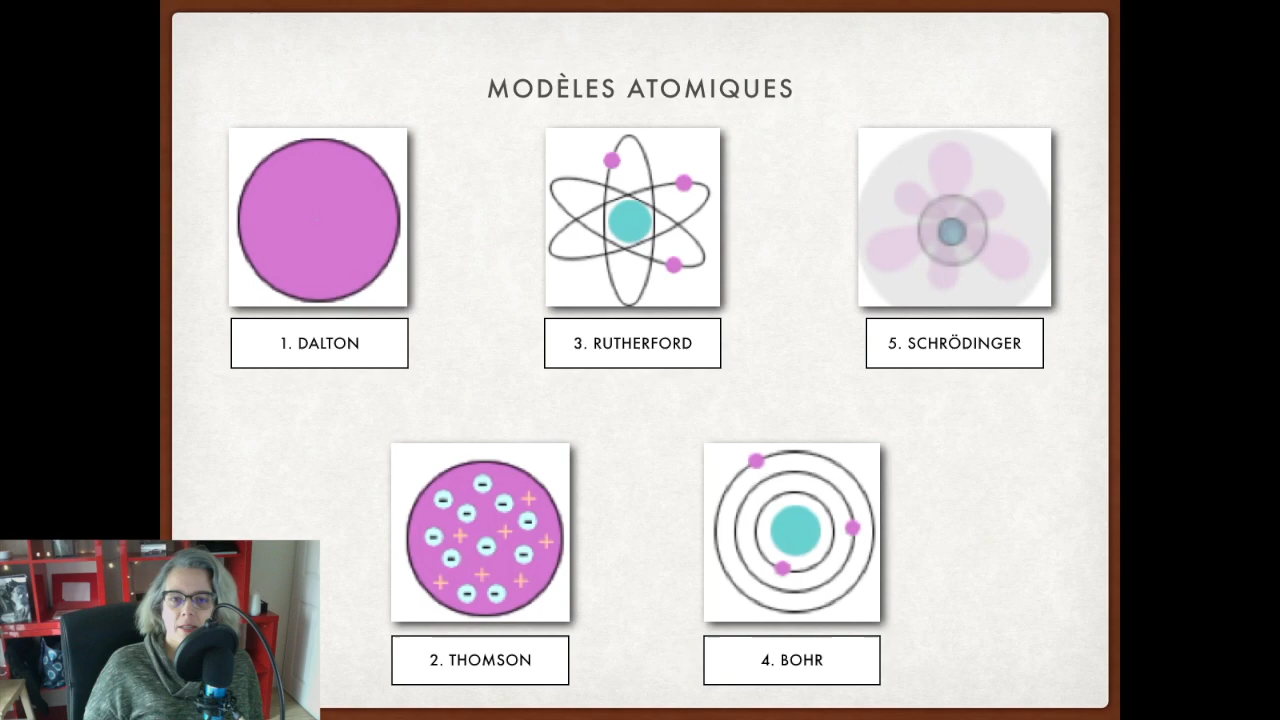 MODÈLES ATOMIQUES
1. DALTON
3. RUTHERFORD
5. SCHRÖDINGER
2. THOMSON
4. BOHR